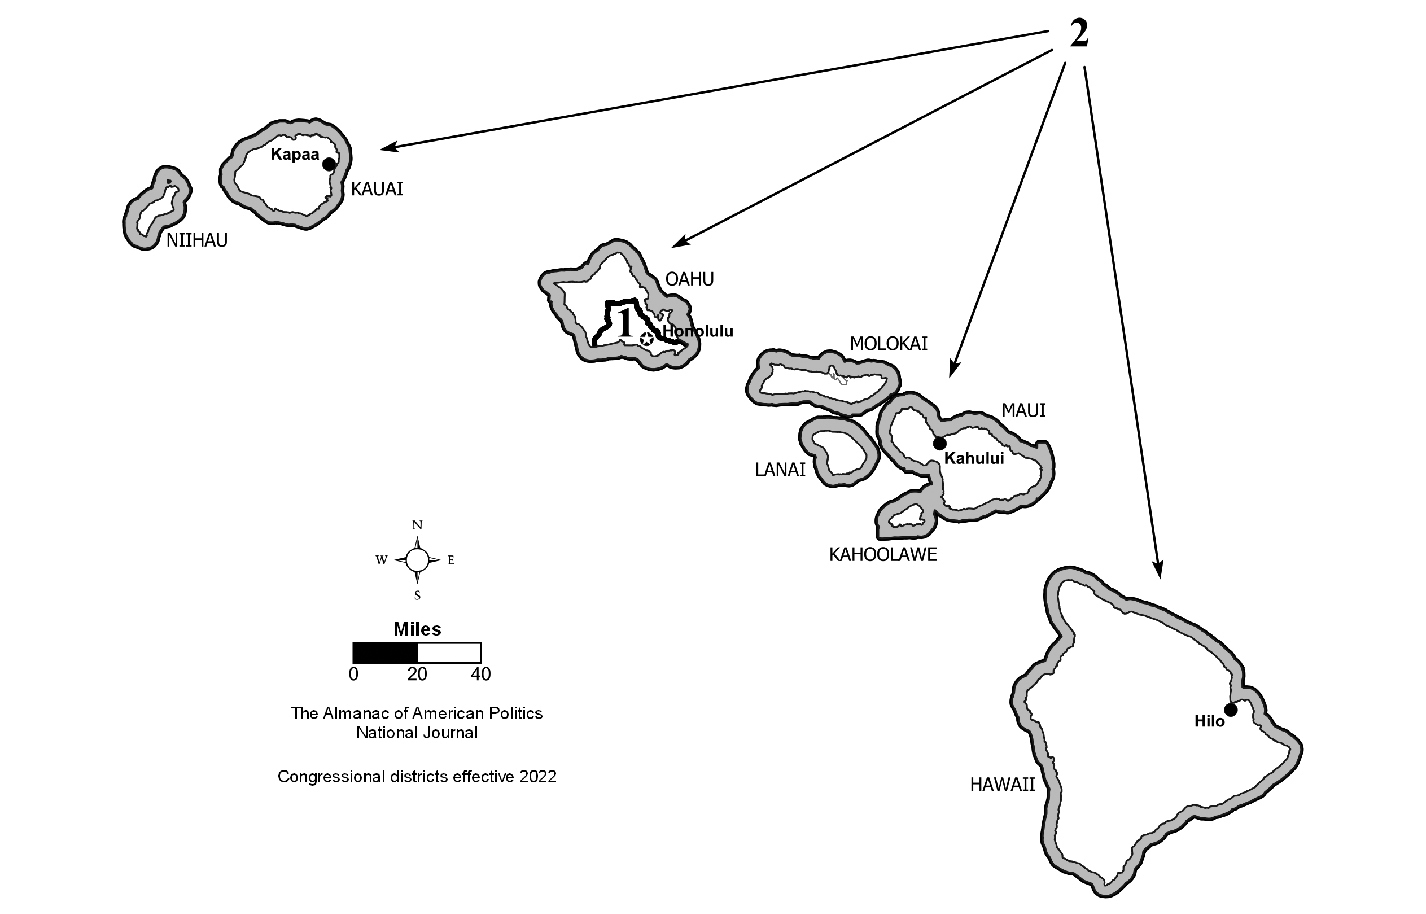 2
Kapaa
KAUAI
NIIHAU
OAHU
1
Honolulu
MOLOKAI
MAUI
LANAI
Kahului
KAHOOLAWE
N
W E
S
Miles
0 20 40
The Almanac of American Politics
National Journal
Congressional districts effective 2022
Hilo
HAWAII